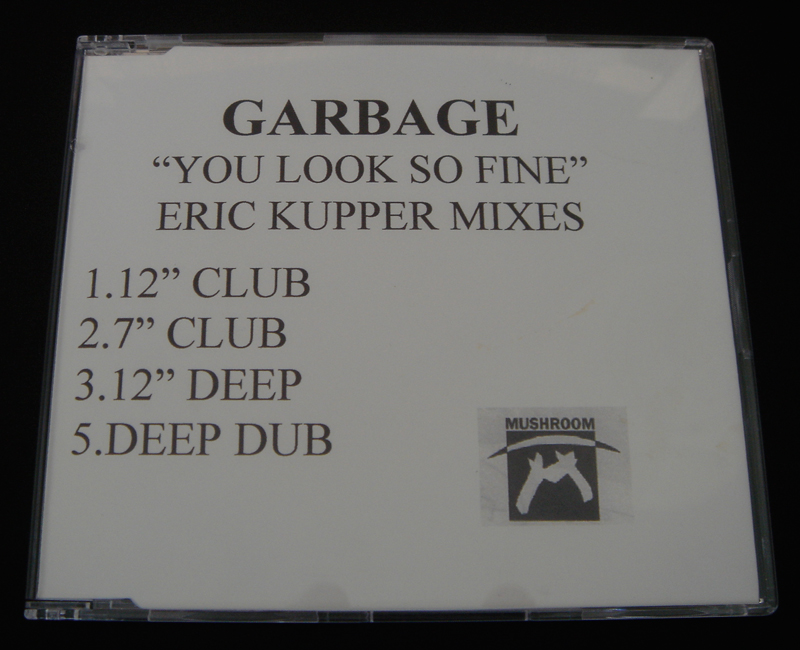 GARBAGE
“YOU LOOK SO FINE”
ERIC KUPPER MIXES
1.12” CLUB
2.7” CLUB
3.12” DEEP
5.DEEP DUB
MUSHROOM